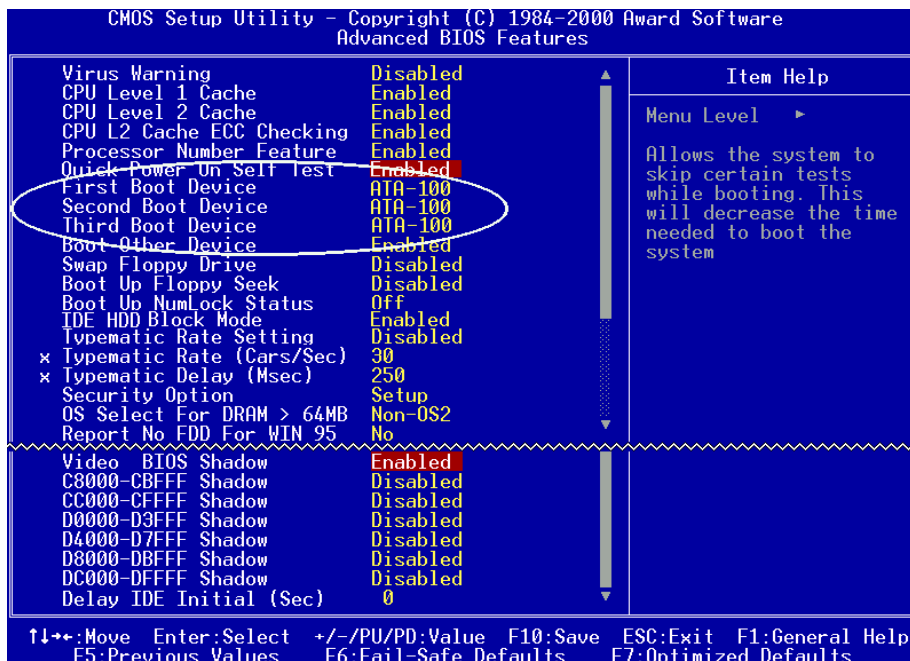 CMOS Setup Utility - Copyright (C) 1984-2000 Award Software
Advanced BIOS Features
Virus Warning Disabled
CPU Level 1 Cache Enabled
CPU Level 2 Cache Enabled
CPU L2 Cache ECC Checking Enabled
Processor Number Feature Enabled
Quick Power On Self Test Enabled
First Boot Device ATA-100
Second Boot Device ATA-100
Third Boot Device ATA-100
Boot Other Device Enabled
Swap Floppy Drive Disabled
Boot Up Floppy Seek Disabled
Boot Up NumLock Status Off
IDE HDD Block Mode Enabled
Typematic Rate Setting Disabled
x Typematic Rate (Cars/Sec) 30
x Typematic Delay (Msec) 250
Security Option Setup
OS Select For DRAM > 64MB Non-OS2
Report No FDD For WIN 95 No
Video BIOS Shadow Enabled
C8000-CBFFF Shadow Disabled
CC000-CFFFF Shadow Disabled
D0000-D3FFF Shadow Disabled
D4000-D7FFF Shadow Disabled
D8000-DBFFF Shadow Disabled
DC000-DFFFF Shadow Disabled
Delay IDE Initial (Sec) 0
Item Help
Menu Level ►
Allows the system to
skip certain tests
while booting. This
will decrease the time
needed to boot the
system
↑↓→←:Move Enter:Select +/-/PU/PD:Value F10:Save ESC:Exit F1:General Help
F5:Previous Values F6:Fail-Safe Defaults F7:Optimized Defaults